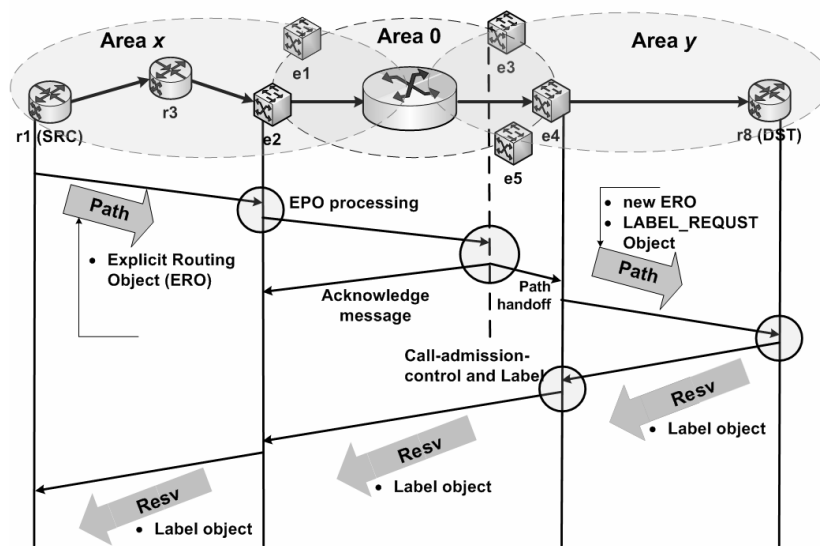 Area x
Area 0
Area y
e1
e3
r3
r1 (SRC)
e2
e4
r8 (DST)
e5
EPO processing
Path
• Explicit Routing
Object (ERO)
• new ERO
• LABEL_REQUST
Object
Path
Acknowledge
message
Path
handoff
Call-admission-
control and Label
Resv
• Label object
Resv
• Label object
Resv
• Label object